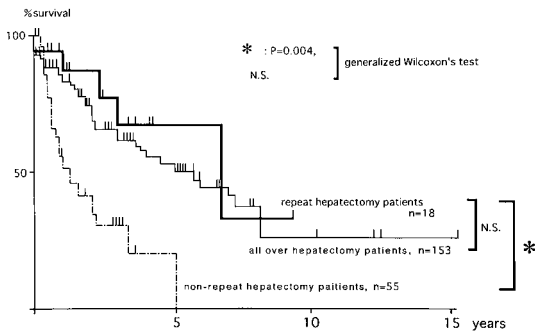 %survival
100
* : P=0.004,
generalized Wilcoxon's test
N.S.
50
repeat hepatectomy patients
n=18
N.S.
all over hepatectomy patients, n=153
*
non-repeat hepatectomy paitients, n=55
5
10
15
years